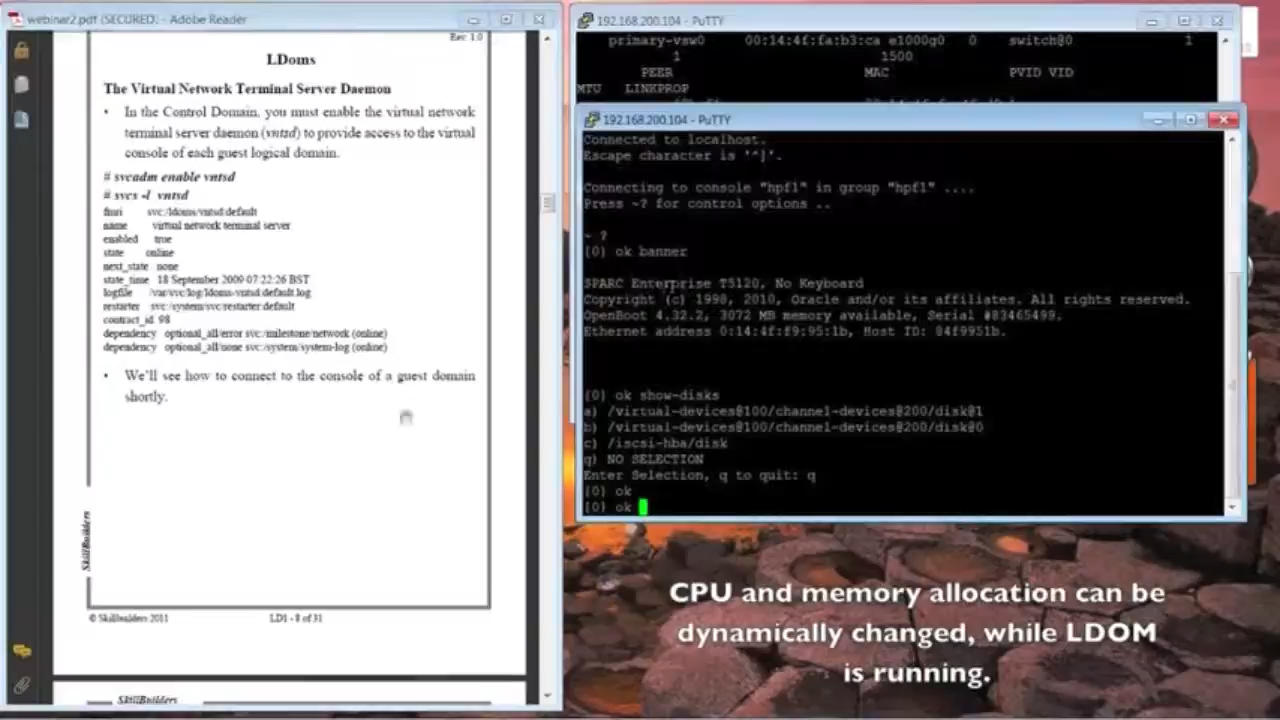 webinar2.pdf (SECURED) - Adobe Reader
Rev 1.0
LDoms
The Virtual Network Terminal Server Daemon
• In the Control Domain, you must enable the virtual network
terminal server daemon (vntsd) to provide access to the virtual
console of each guest logical domain.
# svcadm enable vntsd
# svcs -l vntsd
fmri svc:/ldoms/vntsd:default
name virtual network terminal server
enabled true
state online
next_state none
state_time 18 September 2009 07:22:26 BST
logfile /var/svc/log/ldoms-vntsd:default.log
restarter svc:/system/svc/restarter:default
contract_id 98
dependency optional_all/error svc:/milestone/network (online)
dependency optional_all/none svc:/system/system-log (online)
• We'll see how to connect to the console of a guest domain
shortly.
SkillBuilders
© Skillbuilders 2011 LD1 - 8 of 31
SkillBuilders
192.168.200.104 - PuTTY
primary-vsw0 00:14:4f:fa:b3:ca e1000g0 0 switch@0 1
1 1500
PEER MAC PVID VID
MTU LINKPROP
192.168.200.104 - PuTTY
Connected to localhost.
Escape character is '^]'.
Connecting to console "hpf1" in group "hpf1" ....
Press ~? for control options ..
~ ?
{0} ok banner
SPARC Enterprise T5120, No Keyboard
Copyright (c) 1998, 2010, Oracle and/or its affiliates. All rights reserved.
OpenBoot 4.32.2, 3072 MB memory available, Serial #83465499.
Ethernet address 0:14:4f:f9:95:1b, Host ID: 84f9951b.
{0} ok show-disks
a) /virtual-devices@100/channel-devices@200/disk@1
b) /virtual-devices@100/channel-devices@200/disk@0
c) /iscsi-hba/disk
q) NO SELECTION
Enter Selection, q to quit: q
{0} ok
{0} ok
CPU and memory allocation can be
dynamically changed, while LDOM
is running.